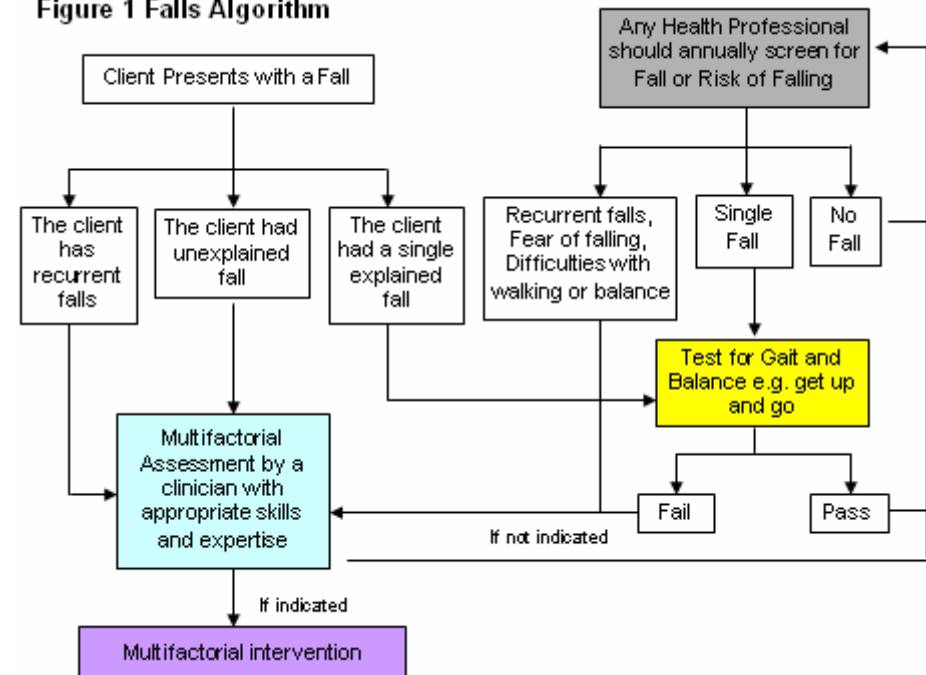 Figure 1 Falls Algorithm
Any Health Professional
should annually screen for
Fall or Risk of Falling
Client Presents with a Fall
The client
has
recurrent
falls
The client had
unexplained
fall
The client
had a single
explained
fall
Recurrent falls,
Fear of falling,
Difficulties with
walking or balance
Single
Fall
No
Fall
Test for Gait and
Balance e.g. get up
and go
Multifactorial
Assessment by a
clinician with
appropriate skills
and expertise
Fail
Pass
If not indicated
If indicated
Multifactorial intervention